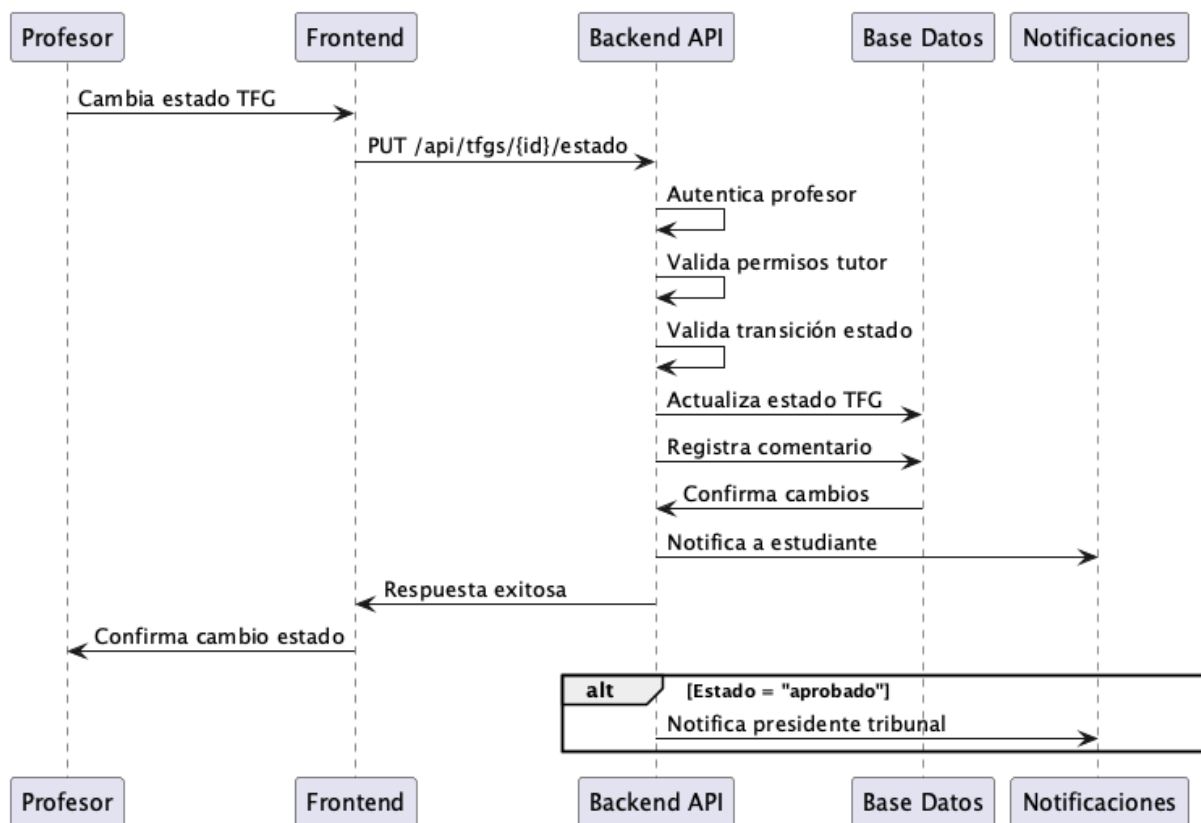 Profesor
Frontend
Backend API
Base Datos
Notificaciones
Cambia estado TFG
PUT /api/tfgs/{id}/estado
Autentica profesor
Valida permisos tutor
Valida transición estado
Actualiza estado TFG
Registra comentario
Confirma cambios
Notifica a estudiante
Respuesta exitosa
Confirma cambio estado
alt [Estado = "aprobado"]
Notifica presidente tribunal
Profesor
Frontend
Backend API
Base Datos
Notificaciones